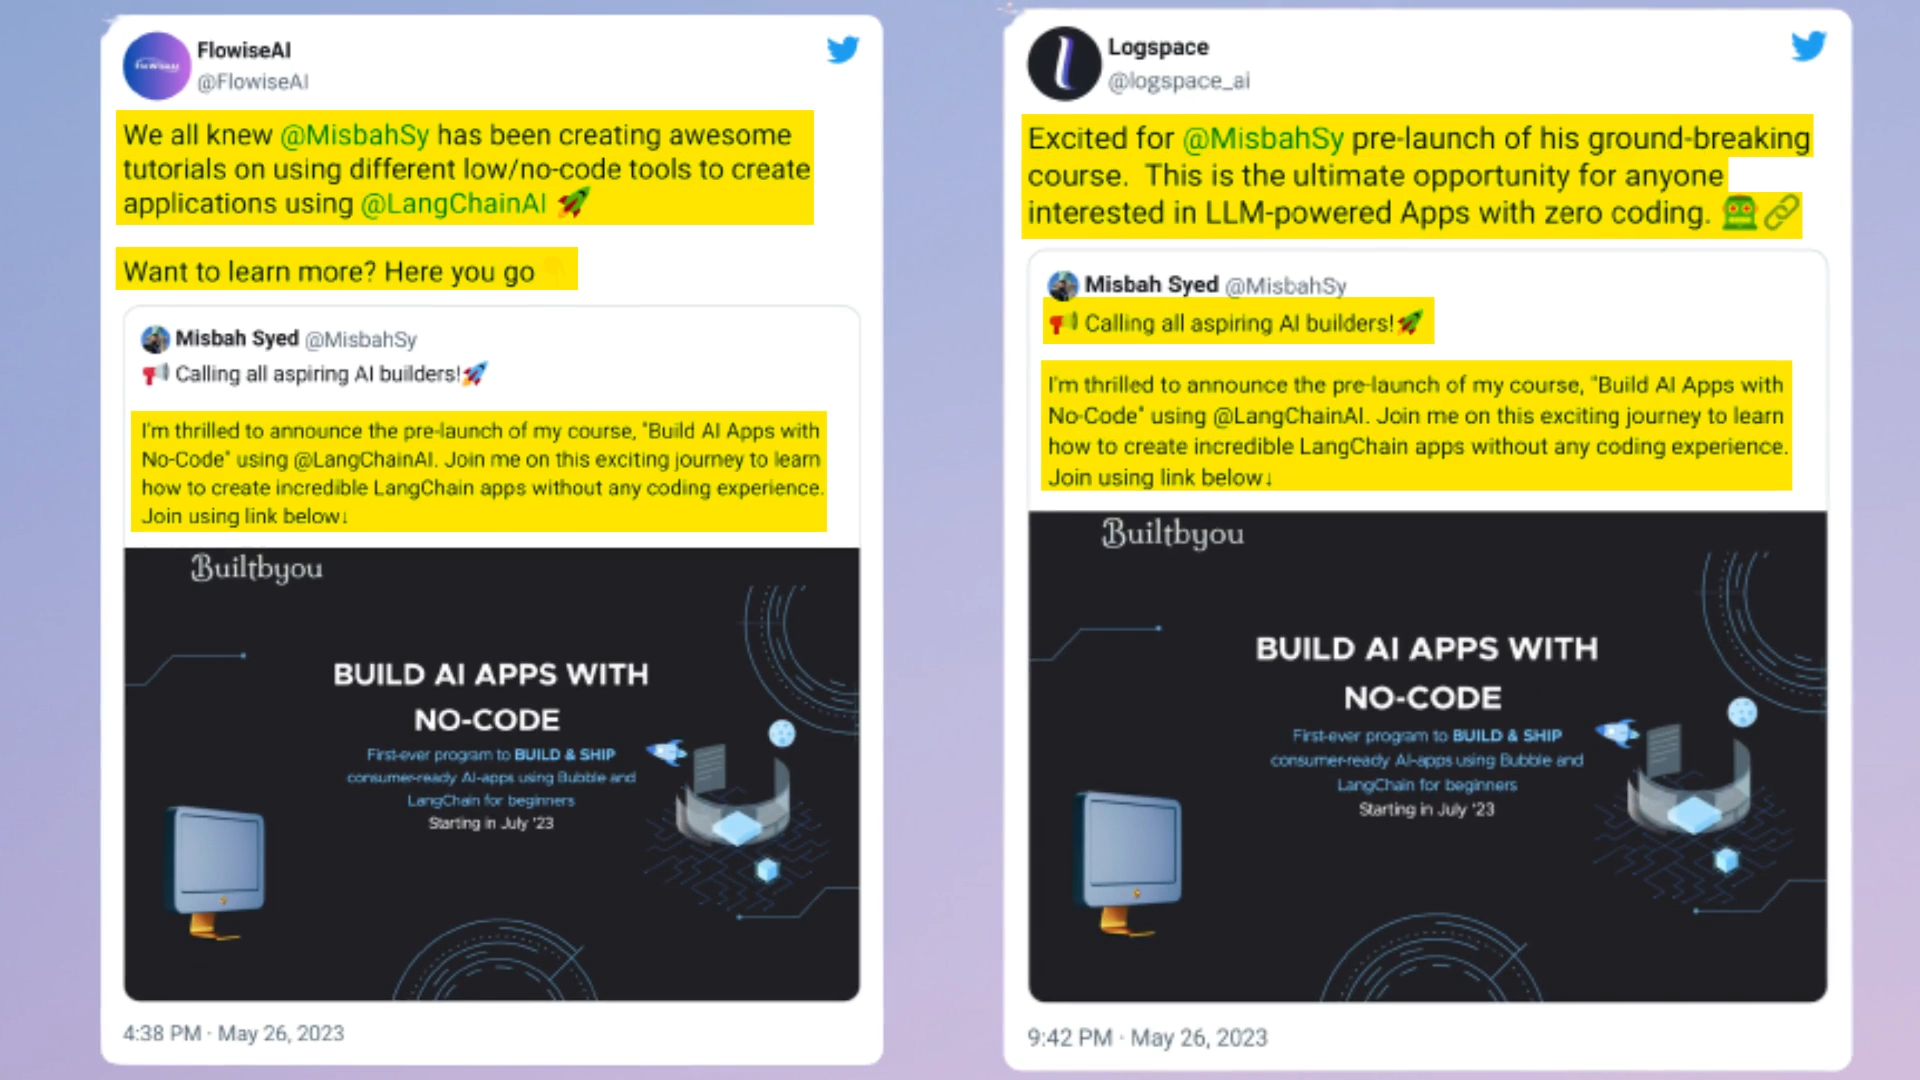 FlowiseAI
@FlowiseAI
We all knew @MisbahSy has been creating awesome
tutorials on using different low/no-code tools to create
applications using @LangChainAI 🚀
Want to learn more? Here you go 👇
Misbah Syed @MisbahSy
📢 Calling all aspiring AI builders!🚀
I'm thrilled to announce the pre-launch of my course, "Build AI Apps with
No-Code" using @LangChainAI. Join me on this exciting journey to learn
how to create incredible LangChain apps without any coding experience.
Join using link below↓
Builtbyou
BUILD AI APPS WITH
NO-CODE
First-ever program to BUILD & SHIP
consumer-ready AI-apps using Bubble and
LangChain for beginners
Starting in July '23
4:38 PM · May 26, 2023
Logspace
@logspace_ai
Excited for @MisbahSy pre-launch of his ground-breaking
course.  This is the ultimate opportunity for anyone
interested in LLM-powered Apps with zero coding. 🤖🔗
Misbah Syed @MisbahSy
📢 Calling all aspiring AI builders!🚀
I'm thrilled to announce the pre-launch of my course, "Build AI Apps with
No-Code" using @LangChainAI. Join me on this exciting journey to learn
how to create incredible LangChain apps without any coding experience.
Join using link below↓
Builtbyou
BUILD AI APPS WITH
NO-CODE
First-ever program to BUILD & SHIP
consumer-ready AI-apps using Bubble and
LangChain for beginners
Starting in July '23
9:42 PM · May 26, 2023